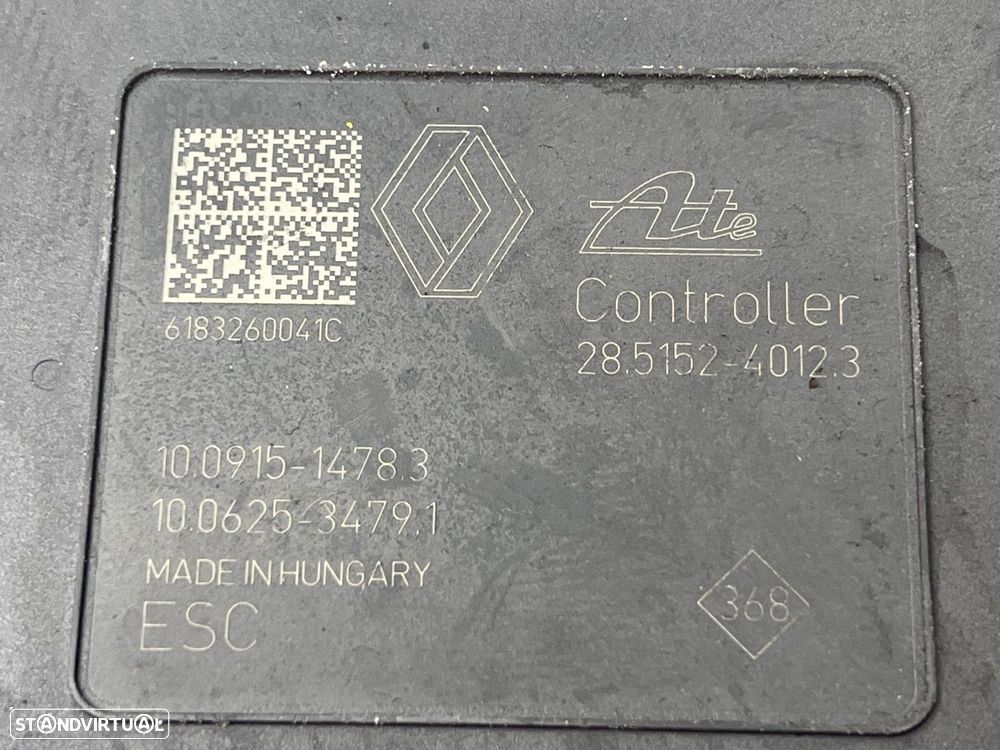 6183260041C
Ate
Controller
28.5152-4012.3
10.0915-1478.3
10.0625-3479.1
MADE IN HUNGARY
ESC
368
STANDVIRTUAL